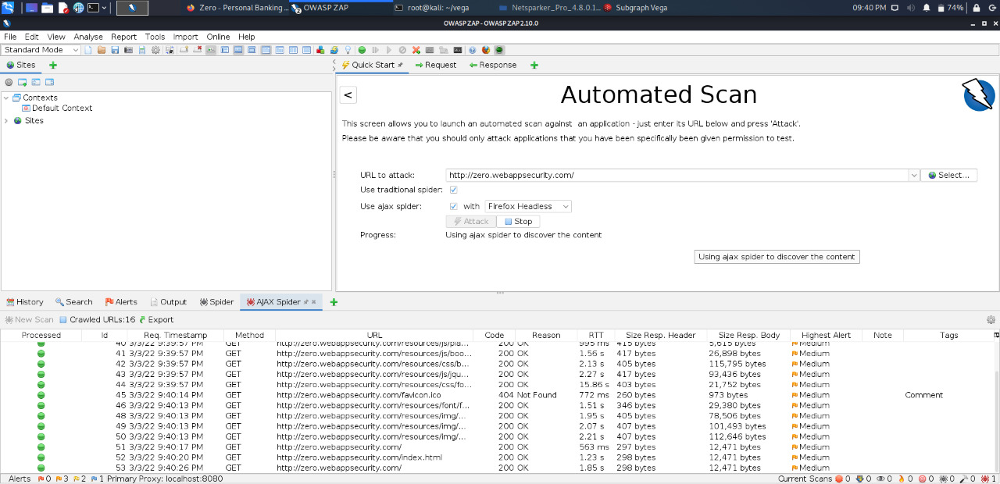 Zero - Personal Banking ... OWASP ZAP root@kali: ~/vega Netsparker_Pro_4.8.0.1... Subgraph Vega 09:40 PM 74%
OWASP ZAP - OWASP ZAP 2.10.0
File Edit View Analyse Report Tools Import Online Help
Standard Mode
Sites Quick Start Request Response
< Automated Scan
Contexts
Default Context
Sites
This screen allows you to launch an automated scan against an application - just enter its URL below and press 'Attack'.
Please be aware that you should only attack applications that you have been specifically been given permission to test.
URL to attack: http://zero.webappsecurity.com/ Select...
Use traditional spider:
Use ajax spider: with Firefox Headless
Attack Stop
Progress: Using ajax spider to discover the content
Using ajax spider to discover the content
History Search Alerts Output Spider AJAX Spider
New Scan Crawled URLs:16 Export
Processed Id Req. Timestamp Method URL Code Reason RTT Size Resp. Header Size Resp. Body Highest Alert Note Tags
40 3/3/22 9:39:57 PM GET http://zero.webappsecurity.com/resources/js/pla... 200 OK 995 ms 415 bytes 5,615 bytes Medium
41 3/3/22 9:39:57 PM GET http://zero.webappsecurity.com/resources/js/boo... 200 OK 1.56 s 417 bytes 26,898 bytes Medium
42 3/3/22 9:39:57 PM GET http://zero.webappsecurity.com/resources/css/b... 200 OK 2.13 s 405 bytes 115,795 bytes Medium
43 3/3/22 9:39:57 PM GET http://zero.webappsecurity.com/resources/js/jqu... 200 OK 2.27 s 417 bytes 93,436 bytes Medium
44 3/3/22 9:39:57 PM GET http://zero.webappsecurity.com/resources/css/fo... 200 OK 15.86 s 403 bytes 21,752 bytes Medium
45 3/3/22 9:40:14 PM GET http://zero.webappsecurity.com/favicon.ico 404 Not Found 772 ms 260 bytes 973 bytes Medium Comment
46 3/3/22 9:40:13 PM GET http://zero.webappsecurity.com/resources/font/f... 200 OK 1.51 s 346 bytes 29,380 bytes Medium
48 3/3/22 9:40:13 PM GET http://zero.webappsecurity.com/resources/img/... 200 OK 1.95 s 405 bytes 78,506 bytes Medium
49 3/3/22 9:40:13 PM GET http://zero.webappsecurity.com/resources/img/... 200 OK 2.07 s 407 bytes 101,493 bytes Medium
50 3/3/22 9:40:13 PM GET http://zero.webappsecurity.com/resources/img/... 200 OK 2.21 s 407 bytes 112,646 bytes Medium
51 3/3/22 9:40:17 PM GET http://zero.webappsecurity.com/ 200 OK 563 ms 297 bytes 12,471 bytes Medium
52 3/3/22 9:40:20 PM GET http://zero.webappsecurity.com/index.html 200 OK 1.23 s 298 bytes 12,471 bytes Medium
53 3/3/22 9:40:26 PM GET http://zero.webappsecurity.com/ 200 OK 1.85 s 298 bytes 12,471 bytes Medium
Alerts 0 3 2 1 Primary Proxy: localhost:8080 Current Scans 0 0 0 0 0 0 0 1